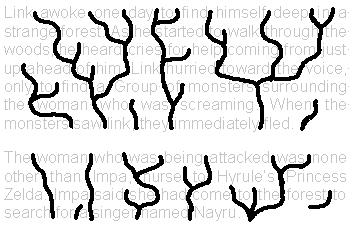 Link awoke one day to find himself deep in a
strange forest. As he started to walk through the
woods, he heard cries for help coming from just
up ahead of him. Link hurried toward the voice,
only to find a Group of monsters surrounding
the woman who was screaming. When the
monsters saw Link, they immediately fled.
The woman who was being attacked was none
other than Impa, nurse to Hyrule's Princess
Zelda. Impa said she had come to the forest to
search for a singer named Nayru.